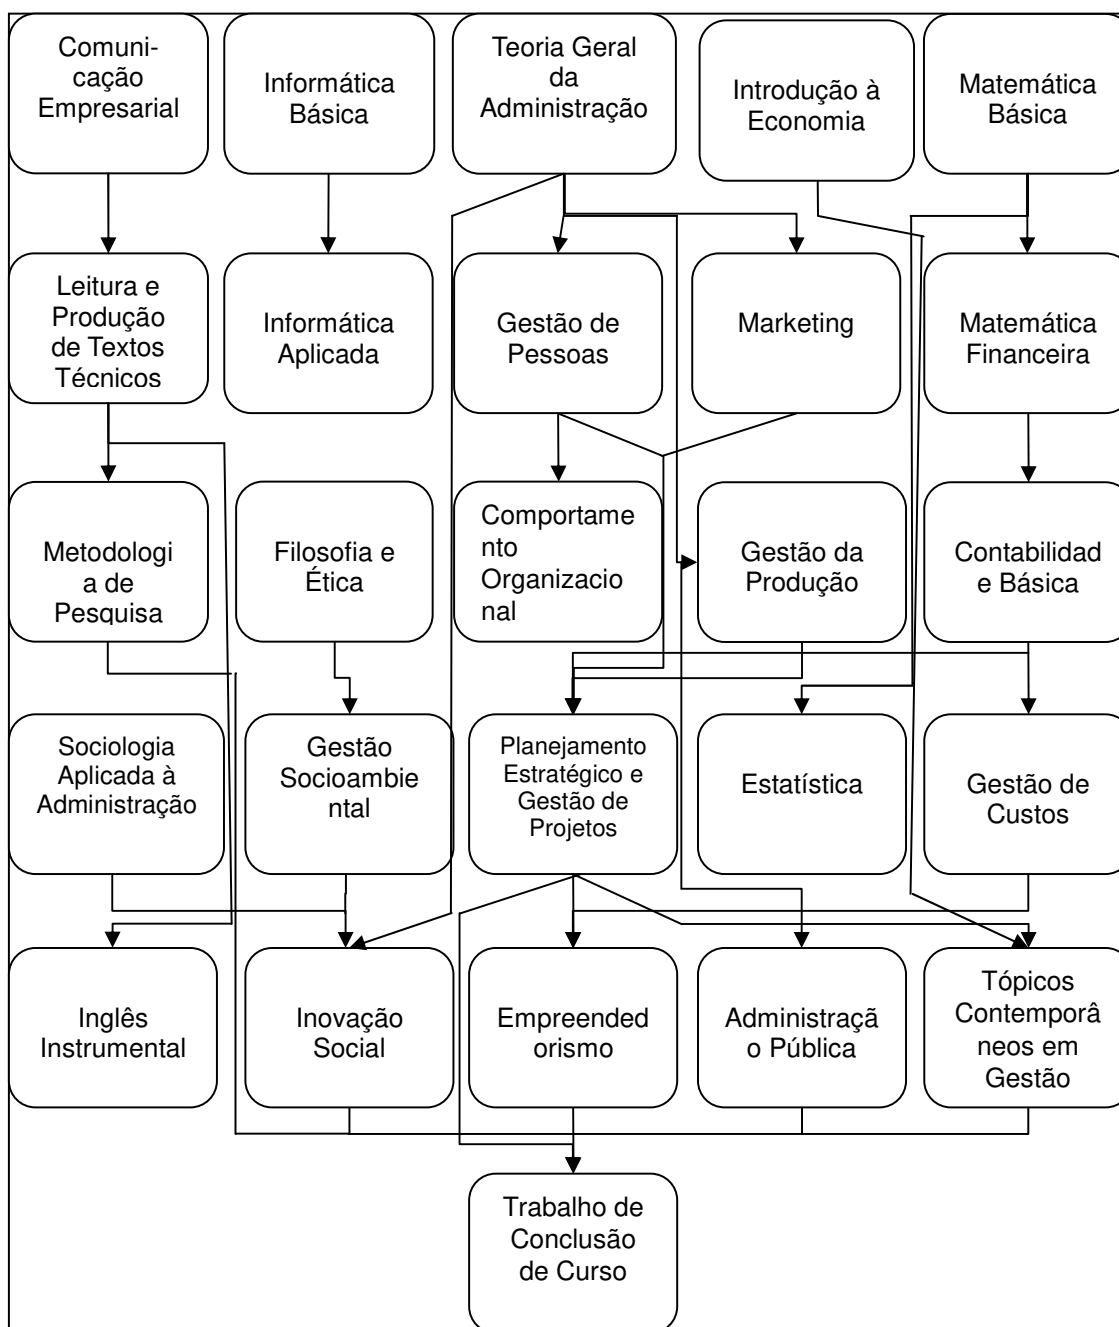 Comuni-
cação
Empresarial
Informática
Básica
Teoria Geral
da
Administração
Introdução à
Economia
Matemática
Básica
Leitura e
Produção
de Textos
Técnicos
Informática
Aplicada
Gestão de
Pessoas
Marketing
Matemática
Financeira
Metodologi
a de
Pesquisa
Filosofia e
Ética
Comportame
nto
Organizacio
nal
Gestão da
Produção
Contabilidad
e Básica
Sociologia
Aplicada à
Administração
Gestão
Socioambie
ntal
Planejamento
Estratégico e
Gestão de
Projetos
Estatística
Gestão de
Custos
Inglês
Instrumental
Inovação
Social
Empreended
orismo
Administraçã
o Pública
Tópicos
Contemporâ
neos em
Gestão
Trabalho de
Conclusão
de Curso